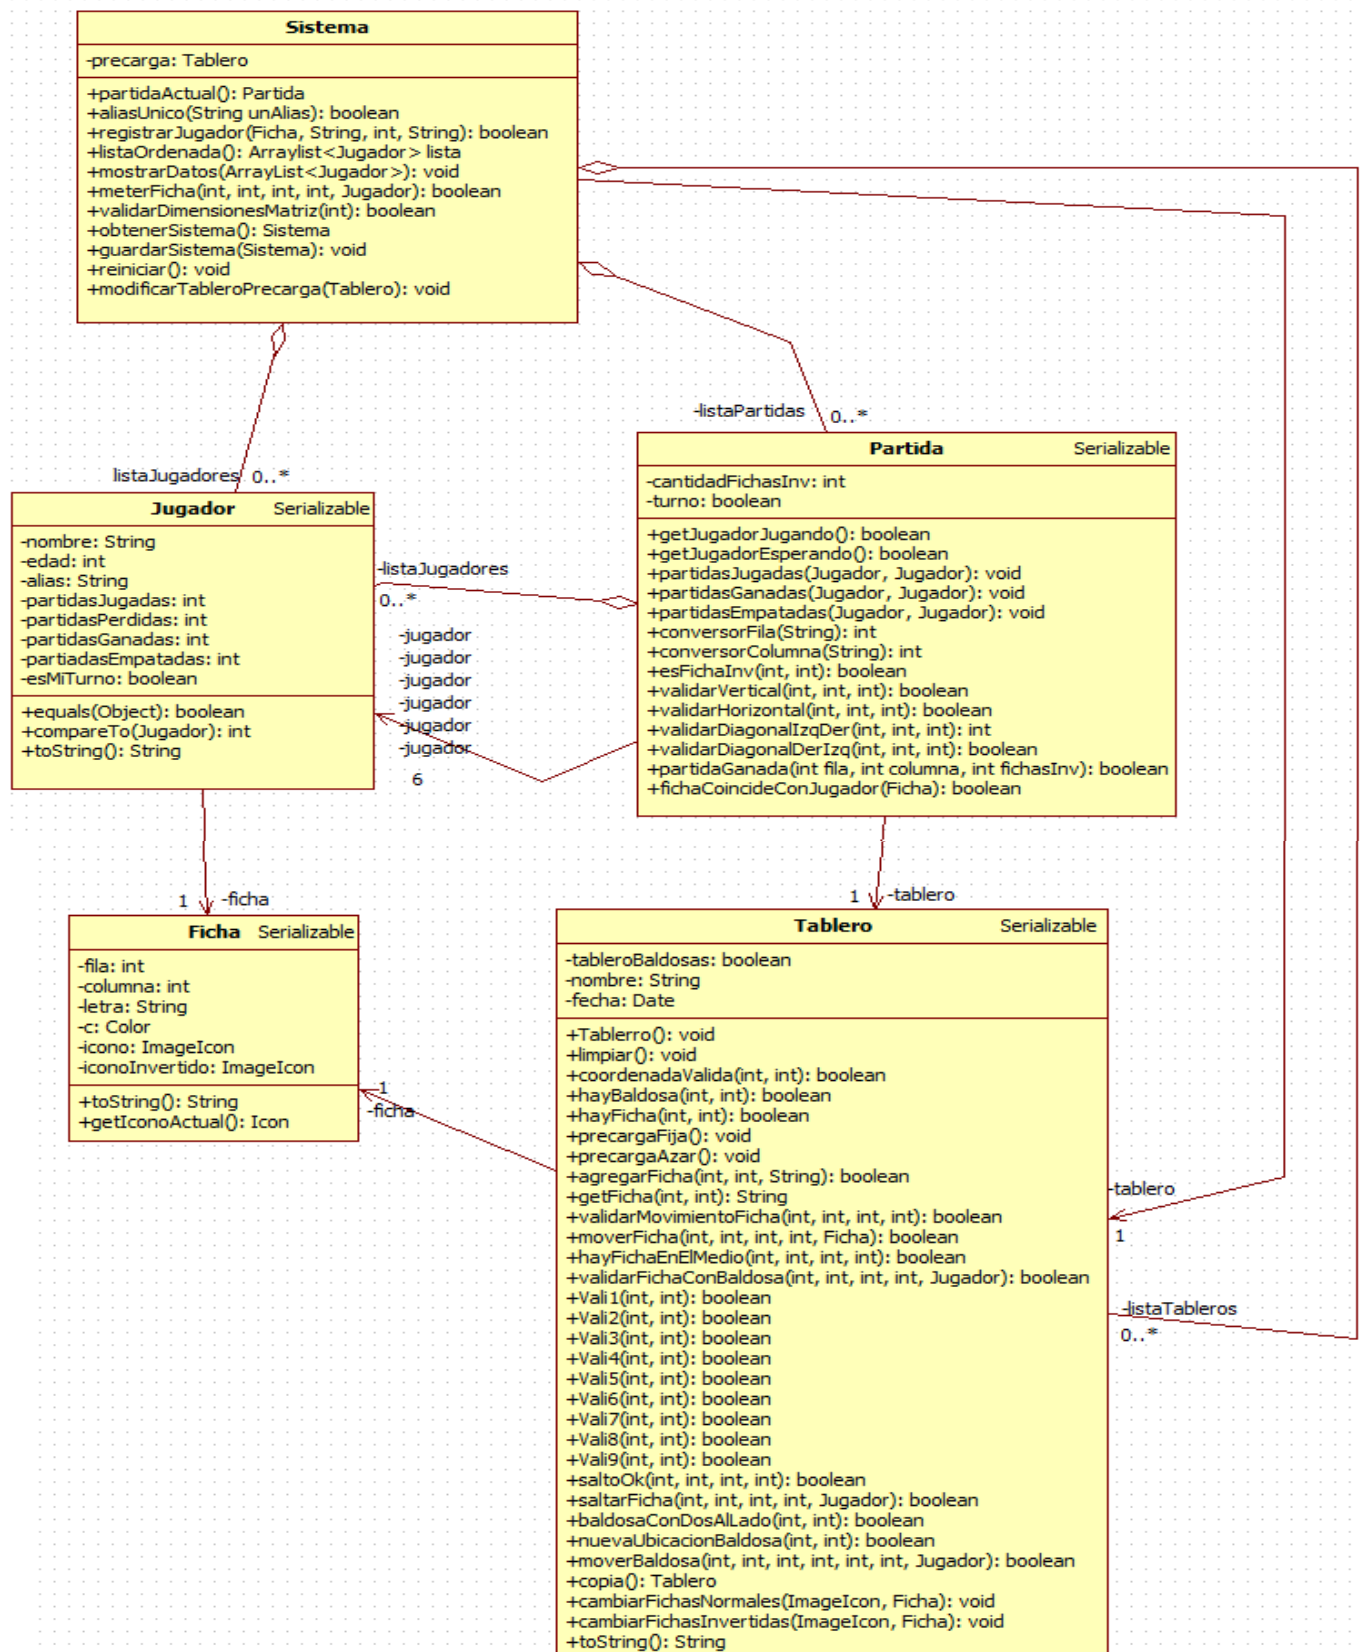 Sistema
-precarga: Tablero
+partidaActual(): Partida
+aliasUnico(String unAlias): boolean
+registrarJugador(Ficha, String, int, String): boolean
+listaOrdenada(): Arraylist<Jugador> lista
+mostrarDatos(ArrayList<Jugador>): void
+meterFicha(int, int, int, int, Jugador): boolean
+validarDimensionesMatriz(int): boolean
+obtenerSistema(): Sistema
+guardarSistema(Sistema): void
+reiniciar(): void
+modificarTableroPrecarga(Tablero): void
-listaPartidas 0..*
listaJugadores 0..*
Partida Serializable
-cantidadFichasInv: int
-turno: boolean
+getJugadorJugando(): boolean
+getJugadorEsperando(): boolean
+partidasJugadas(Jugador, Jugador): void
+partidasGanadas(Jugador, Jugador): void
+partidasEmpatadas(Jugador, Jugador): void
+conversorFila(String): int
+conversorColumna(String): int
+esFichaInv(int, int): boolean
+validarVertical(int, int, int): boolean
+validarHorizontal(int, int, int): boolean
+validarDiagonalIzqDer(int, int, int): int
+validarDiagonalDerIzq(int, int, int): boolean
+partidaGanada(int fila, int columna, int fichasInv): boolean
+fichaCoincideConJugador(Ficha): boolean
Jugador Serializable
-nombre: String
-edad: int
-alias: String
-partidasJugadas: int
-partidasPerdidas: int
-partidasGanadas: int
-partiadasEmpatadas: int
-esMiTurno: boolean
+equals(Object): boolean
+compareTo(Jugador): int
+toString(): String
-listaJugadores
0..*
-jugador
-jugador
-jugador
-jugador
-jugador
-jugador
6
1 -ficha
1 -tablero
Ficha Serializable
-fila: int
-columna: int
-letra: String
-c: Color
-icono: ImageIcon
-iconoInvertido: ImageIcon
+toString(): String
+getIconoActual(): Icon
1
-ficha
Tablero Serializable
-tableroBaldosas: boolean
-nombre: String
-fecha: Date
+Tablerro(): void
+limpiar(): void
+coordenadaValida(int, int): boolean
+hayBaldosa(int, int): boolean
+hayFicha(int, int): boolean
+precargaFija(): void
+precargaAzar(): void
+agregarFicha(int, int, String): boolean
+getFicha(int, int): String
+validarMovimientoFicha(int, int, int, int): boolean
+moverFicha(int, int, int, int, Ficha): boolean
+hayFichaEnElMedio(int, int, int, int): boolean
+validarFichaConBaldosa(int, int, int, int, Jugador): boolean
+Vali1(int, int): boolean
+Vali2(int, int): boolean
+Vali3(int, int): boolean
+Vali4(int, int): boolean
+Vali5(int, int): boolean
+Vali6(int, int): boolean
+Vali7(int, int): boolean
+Vali8(int, int): boolean
+Vali9(int, int): boolean
+saltoOk(int, int, int, int): boolean
+saltarFicha(int, int, int, int, Jugador): boolean
+baldosaConDosAlLado(int, int): boolean
+nuevaUbicacionBaldosa(int, int): boolean
+moverBaldosa(int, int, int, int, int, int, Jugador): boolean
+copia(): Tablero
+cambiarFichasNormales(ImageIcon, Ficha): void
+cambiarFichasInvertidas(ImageIcon, Ficha): void
+toString(): String
-tablero
1
-listaTableros
0..*